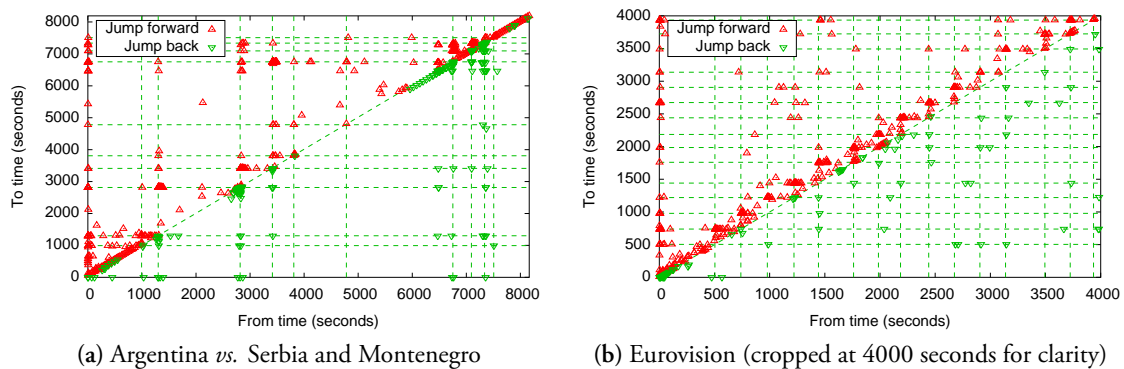 8000
7000
6000
5000
4000
3000
2000
1000
0
0 1000 2000 3000 4000 5000 6000 7000 8000
To time (seconds)
From time (seconds)
Jump forward
Jump back
(a) Argentina vs. Serbia and Montenegro
4000
3500
3000
2500
2000
1500
1000
500
0
0 500 1000 1500 2000 2500 3000 3500 4000
To time (seconds)
From time (seconds)
Jump forward
Jump back
(b) Eurovision (cropped at 4000 seconds for clarity)